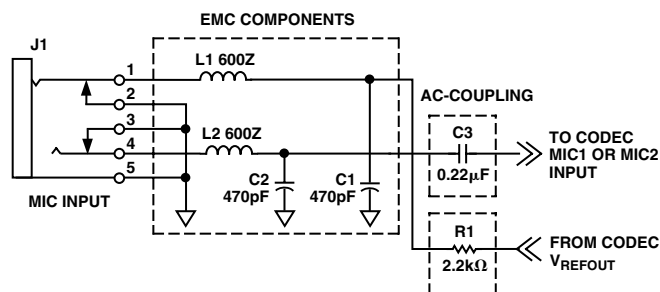 EMC COMPONENTS
J1
1
2
3
4
5
MIC INPUT
L1 600Z
L2 600Z
C2
470pF
C1
470pF
AC-COUPLING
C3
0.22μF
TO CODEC
MIC1 OR MIC2
INPUT
R1
2.2kΩ
FROM CODEC
VREFOUT